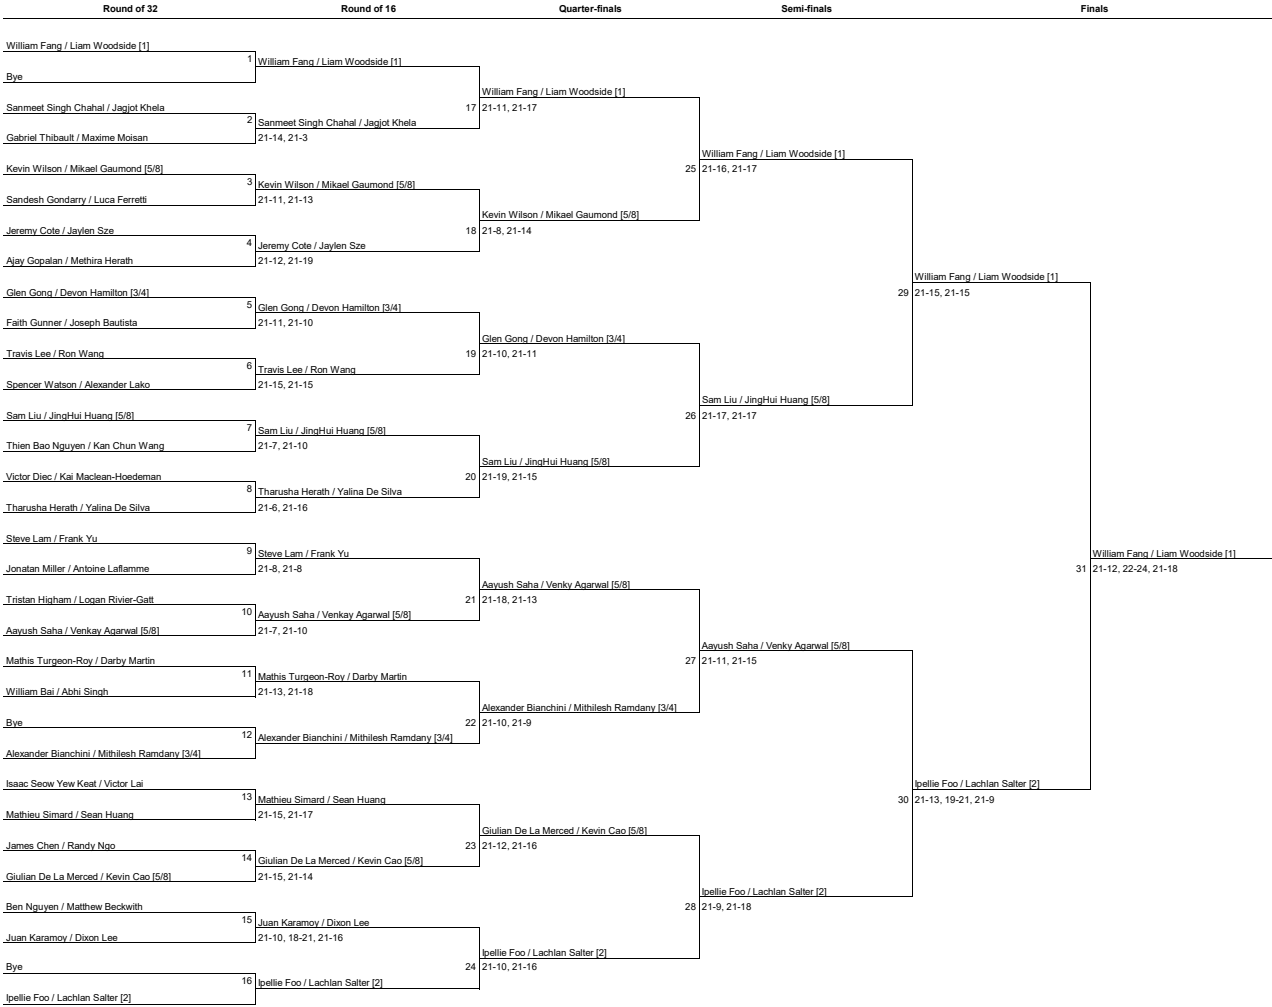 Round of 32
Round of 16
Quarter-finals
Semi-finals
Finals
William Fang / Liam Woodside [1]
1
Bye
Sanmeet Singh Chahal / Jagjot Khela
2
Gabriel Thibault / Maxime Moisan
Kevin Wilson / Mikael Gaumond [5/8]
3
Sandesh Gondarry / Luca Ferretti
Jeremy Cote / Jaylen Sze
4
Ajay Gopalan / Methira Herath
Glen Gong / Devon Hamilton [3/4]
5
Faith Gunner / Joseph Bautista
Travis Lee / Ron Wang
6
Spencer Watson / Alexander Lako
Sam Liu / JingHui Huang [5/8]
7
Thien Bao Nguyen / Kan Chun Wang
Victor Diec / Kai Maclean-Hoedeman
8
Tharusha Herath / Yalina De Silva
Steve Lam / Frank Yu
9
Jonatan Miller / Antoine Laflamme
Tristan Higham / Logan Rivier-Gatt
10
Aayush Saha / Venkay Agarwal [5/8]
Mathis Turgeon-Roy / Darby Martin
11
William Bai / Abhi Singh
Bye
12
Alexander Bianchini / Mithilesh Ramdany [3/4]
Isaac Seow Yew Keat / Victor Lai
13
Mathieu Simard / Sean Huang
James Chen / Randy Ngo
14
Giulian De La Merced / Kevin Cao [5/8]
Ben Nguyen / Matthew Beckwith
15
Juan Karamoy / Dixon Lee
Bye
16
Ipellie Foo / Lachlan Salter [2]
William Fang / Liam Woodside [1]
17
Sanmeet Singh Chahal / Jagjot Khela
21-14, 21-3
Kevin Wilson / Mikael Gaumond [5/8]
21-11, 21-13
18
Jeremy Cote / Jaylen Sze
21-12, 21-19
Glen Gong / Devon Hamilton [3/4]
21-11, 21-10
19
Travis Lee / Ron Wang
21-15, 21-15
Sam Liu / JingHui Huang [5/8]
21-7, 21-10
20
Tharusha Herath / Yalina De Silva
21-6, 21-16
Steve Lam / Frank Yu
21-8, 21-8
21
Aayush Saha / Venkay Agarwal [5/8]
21-7, 21-10
Mathis Turgeon-Roy / Darby Martin
21-13, 21-18
22
Alexander Bianchini / Mithilesh Ramdany [3/4]
Mathieu Simard / Sean Huang
21-15, 21-17
23
Giulian De La Merced / Kevin Cao [5/8]
21-15, 21-14
Juan Karamoy / Dixon Lee
21-10, 18-21, 21-16
24
Ipellie Foo / Lachlan Salter [2]
William Fang / Liam Woodside [1]
21-11, 21-17
25
Kevin Wilson / Mikael Gaumond [5/8]
21-8, 21-14
Glen Gong / Devon Hamilton [3/4]
21-10, 21-11
26
Sam Liu / JingHui Huang [5/8]
21-19, 21-15
Aayush Saha / Venky Agarwal [5/8]
21-18, 21-13
27
Alexander Bianchini / Mithilesh Ramdany [3/4]
21-10, 21-9
Giulian De La Merced / Kevin Cao [5/8]
21-12, 21-16
28
Ipellie Foo / Lachlan Salter [2]
21-10, 21-16
William Fang / Liam Woodside [1]
21-16, 21-17
29
Sam Liu / JingHui Huang [5/8]
21-17, 21-17
Aayush Saha / Venky Agarwal [5/8]
21-11, 21-15
30
Ipellie Foo / Lachlan Salter [2]
21-9, 21-18
William Fang / Liam Woodside [1]
21-15, 21-15
31
Ipellie Foo / Lachlan Salter [2]
21-13, 19-21, 21-9
William Fang / Liam Woodside [1]
21-12, 22-24, 21-18